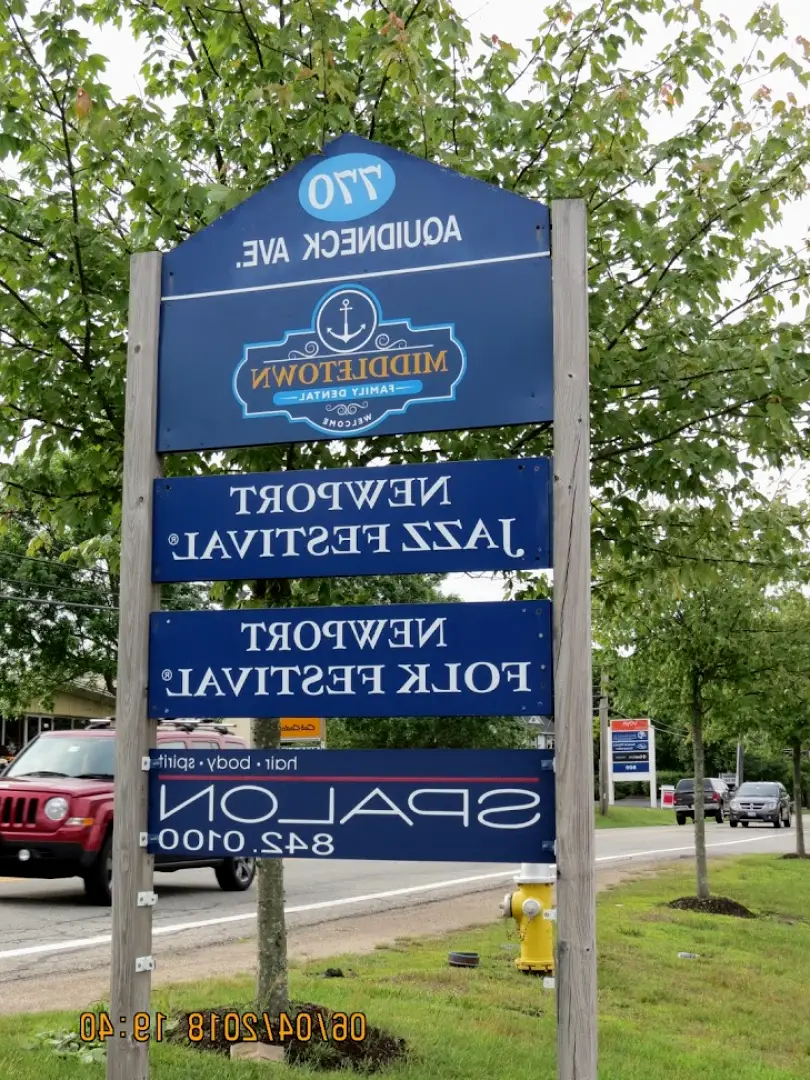 770
AQUIDNECK AVE.
MIDDLETOWN
FAMILY DENTAL
WELCOME
NEWPORT
JAZZ FESTIVAL®
NEWPORT
FOLK FESTIVAL®
hair · body · spirit
SPALON
842.0100
06/04/2018 19:40